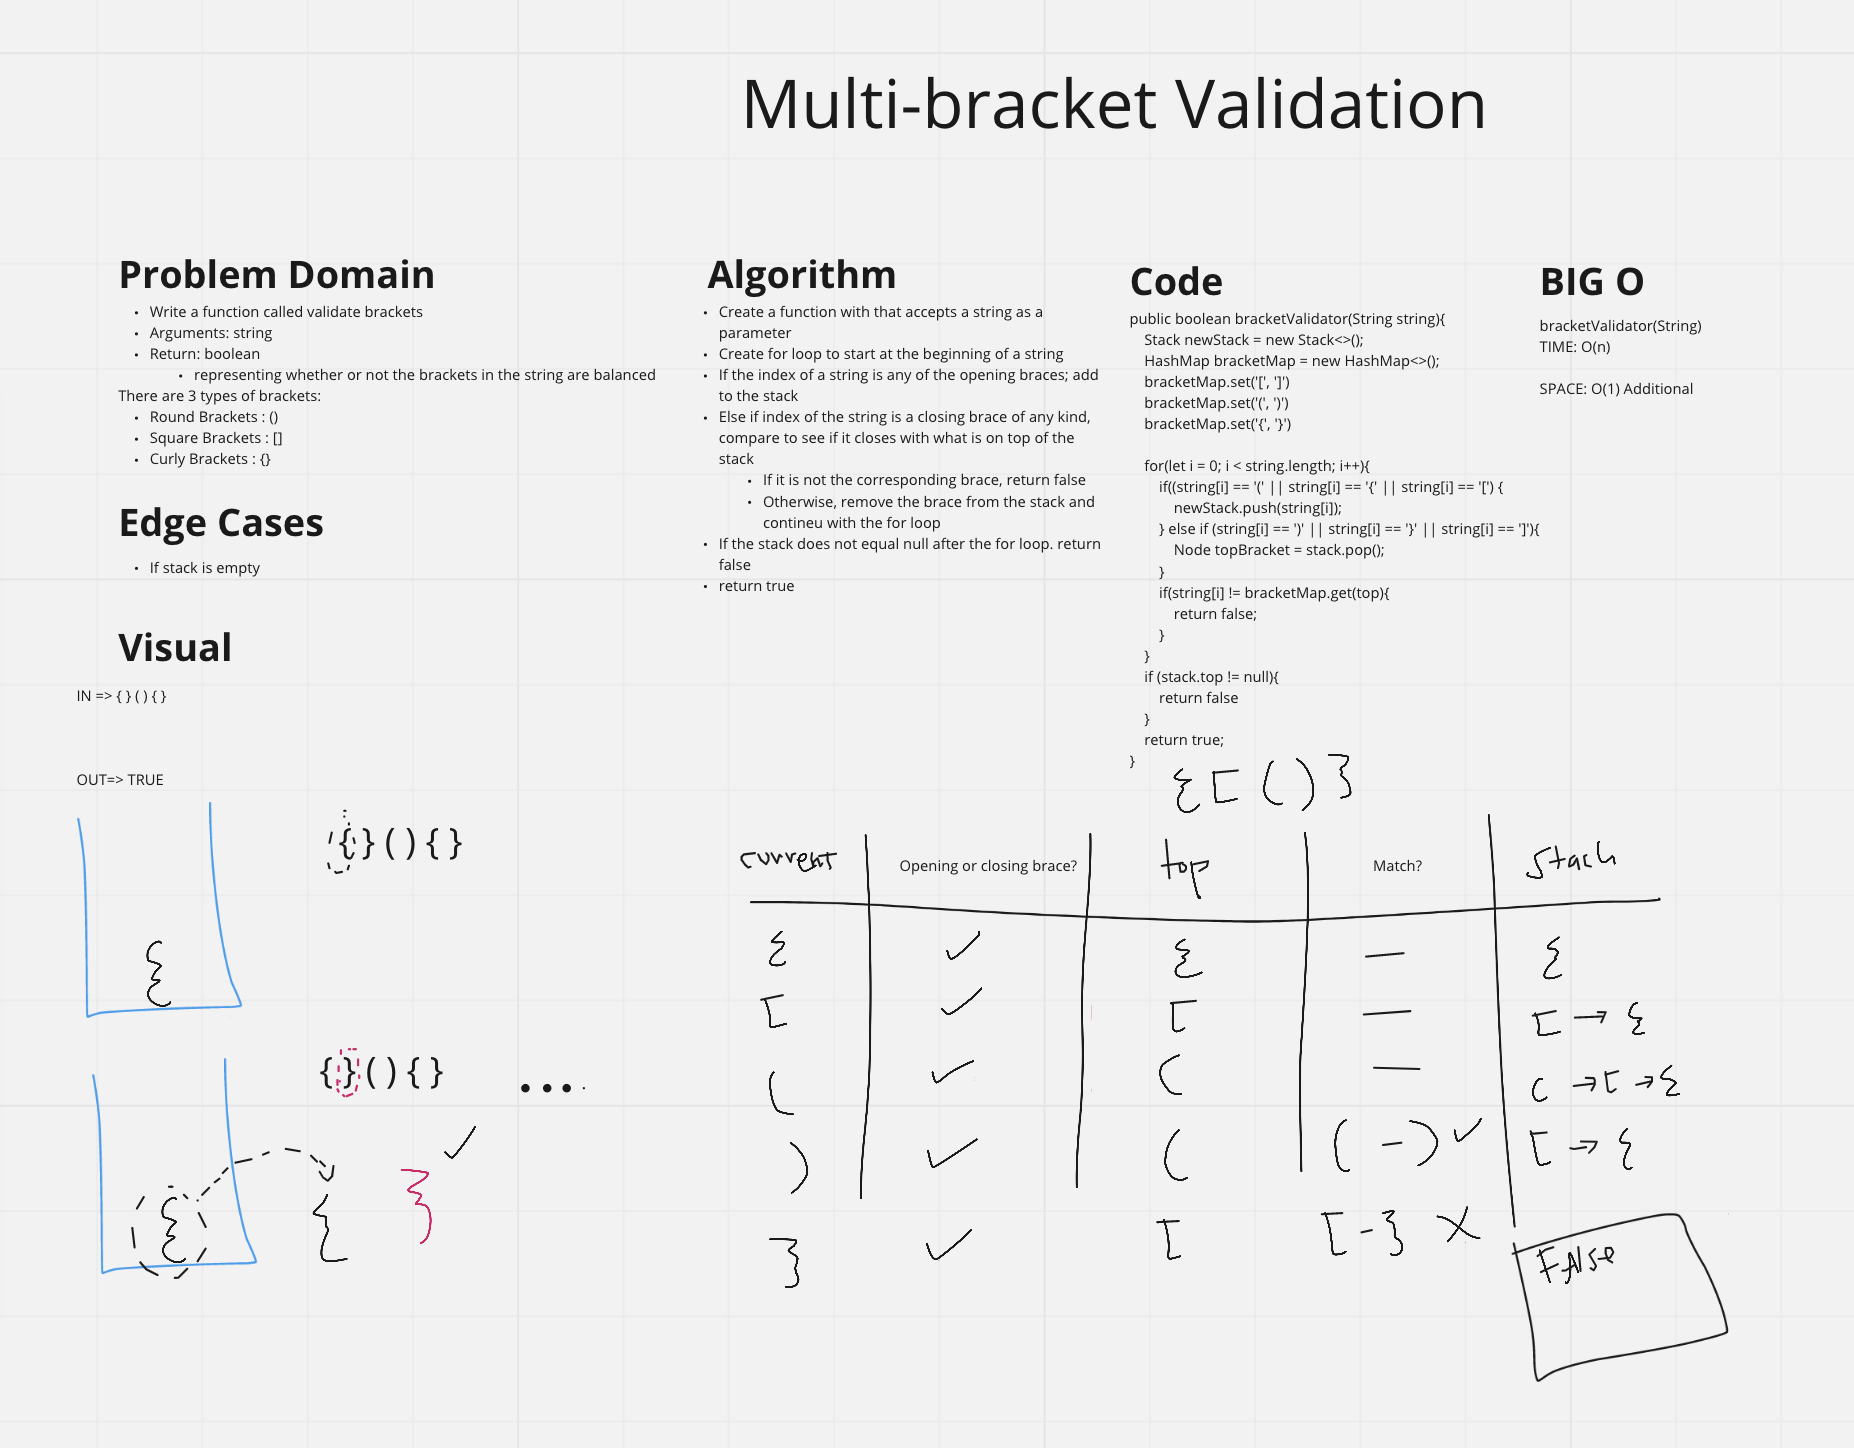 Multi-bracket Validation
Problem Domain
• Write a function called validate brackets
• Arguments: string
• Return: boolean
• representing whether or not the brackets in the string are balanced
There are 3 types of brackets:
• Round Brackets : ()
• Square Brackets : []
• Curly Brackets : {}
Edge Cases
• If stack is empty
Visual
IN => { } ( ) { }
OUT=> TRUE
{ } ( ) { }
{
{ } ( ) { }
....
{ { }
Algorithm
• Create a function with that accepts a string as a
parameter
• Create for loop to start at the beginning of a string
• If the index of a string is any of the opening braces; add
to the stack
• Else if index of the string is a closing brace of any kind,
compare to see if it closes with what is on top of the
stack
• If it is not the corresponding brace, return false
• Otherwise, remove the brace from the stack and
contineu with the for loop
• If the stack does not equal null after the for loop. return
false
• return true
Code
public boolean bracketValidator(String string){
Stack newStack = new Stack<>();
HashMap bracketMap = new HashMap<>();
bracketMap.set('[', ']')
bracketMap.set('(', ')')
bracketMap.set('{', '}')
for(let i = 0; i < string.length; i++){
if((string[i] == '(' || string[i] == '{' || string[i] == '[') {
newStack.push(string[i]);
} else if (string[i] == ')' || string[i] == '}' || string[i] == ']'){
Node topBracket = stack.pop();
}
if(string[i] != bracketMap.get(top){
return false;
}
}
if (stack.top != null){
return false
}
return true;
}
BIG O
bracketValidator(String)
TIME: O(n)
SPACE: O(1) Additional
{ [ ( ) }
current Opening or closing brace? top Match? Stack
{ ✓ { — {
[ ✓ [ — [ → {
( ✓ ( — ( → [ → {
) ✓ ( ( - ) ✓ [ → {
} ✓ [ [ - } X False